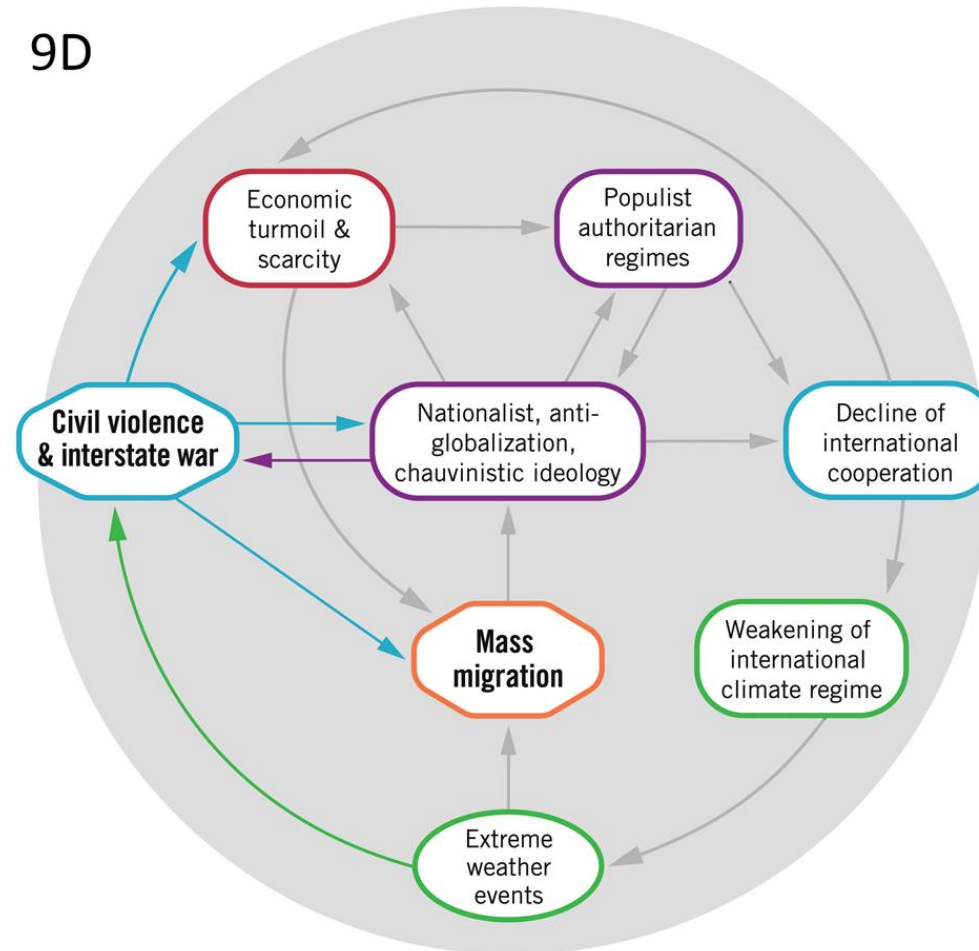 9D
Economic
turmoil &
scarcity
Populist
authoritarian
regimes
Civil violence
& interstate war
Nationalist, anti-
globalization,
chauvinistic ideology
Decline of
international
cooperation
Mass
migration
Weakening of
international
climate regime
Extreme
weather
events